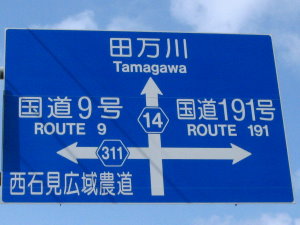 田万川
Tamagawa
国道9号
ROUTE 9
国道191号
ROUTE 191
14
311
西石見広域農道